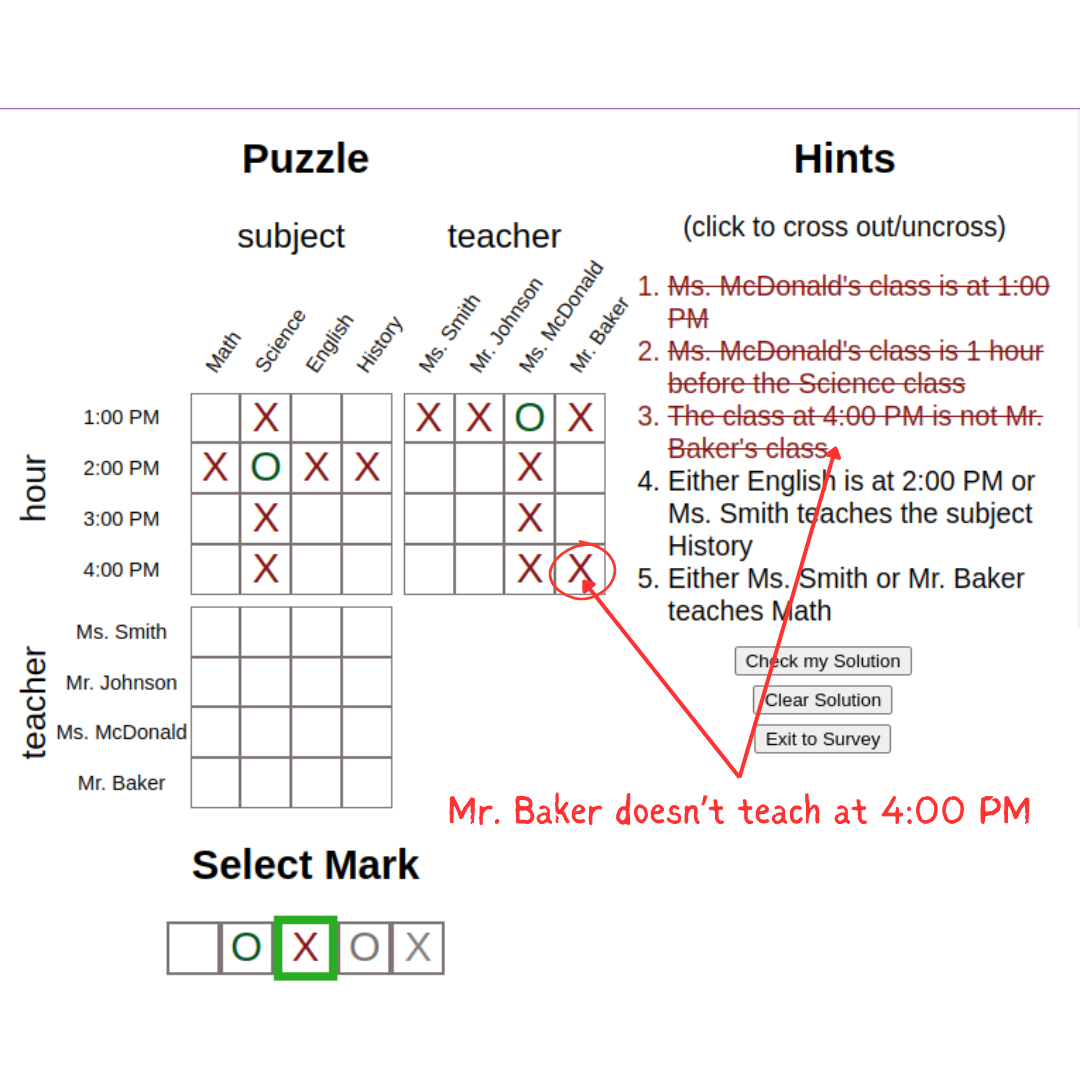 Puzzle
Hints
subject
teacher
(click to cross out/uncross)
Math
Science
English
History
Ms. Smith
Mr. Johnson
Ms. McDonald
Mr. Baker
1. Ms. McDonald's class is at 1:00
PM
2. Ms. McDonald's class is 1 hour
before the Science class
3. The class at 4:00 PM is not Mr.
Baker's class
4. Either English is at 2:00 PM or
Ms. Smith teaches the subject
History
5. Either Ms. Smith or Mr. Baker
teaches Math
hour
1:00 PM X X X O X
2:00 PM X O X X X
3:00 PM X X
4:00 PM X X X
teacher
Ms. Smith
Mr. Johnson
Ms. McDonald
Mr. Baker
Check my Solution
Clear Solution
Exit to Survey
Mr. Baker doesn't teach at 4:00 PM
Select Mark
O X O X